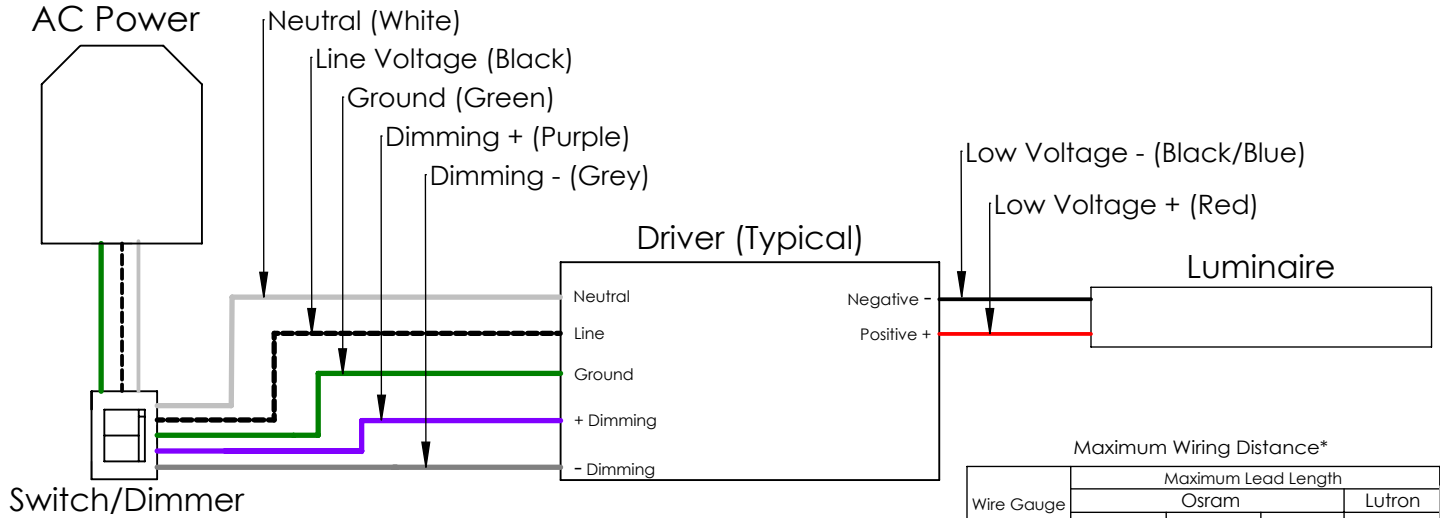 AC Power
Neutral (White)
Line Voltage (Black)
Ground (Green)
Dimming + (Purple)
Dimming - (Grey)
Low Voltage - (Black/Blue)
Low Voltage + (Red)
Driver (Typical)
Luminaire
Neutral
Negative -
Line
Positive +
Ground
+ Dimming
- Dimming
Switch/Dimmer
Maximum Wiring Distance*
Maximum Lead Length
Wire Gauge
Osram
Lutron